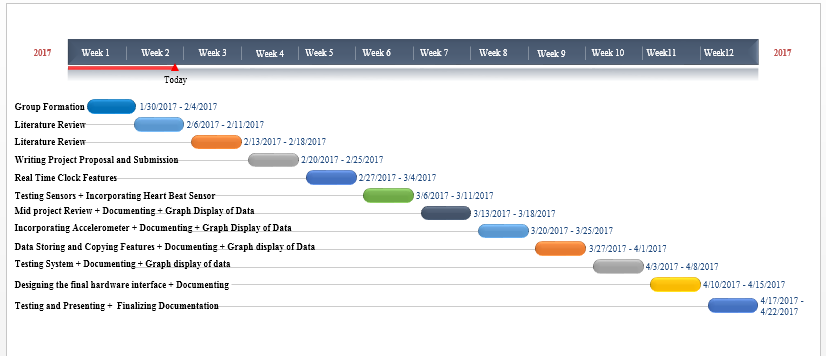 2017 Week 1 Week 2 Week 3 Week 4 Week 5 Week 6 Week 7 Week 8 Week 9 Week 10 Week11 Week12 2017
Today
Group Formation 1/30/2017 - 2/4/2017
Literature Review 2/6/2017 - 2/11/2017
Literature Review 2/13/2017 - 2/18/2017
Writing Project Proposal and Submission 2/20/2017 - 2/25/2017
Real Time Clock Features 2/27/2017 - 3/4/2017
Testing Sensors + Incorporating Heart Beat Sensor 3/6/2017 - 3/11/2017
Mid project Review + Documenting + Graph Display of Data 3/13/2017 - 3/18/2017
Incorporating Accelerometer + Documenting + Graph Display of Data 3/20/2017 - 3/25/2017
Data Storing and Copying Features + Documenting + Graph display of Data 3/27/2017 - 4/1/2017
Testing System + Documenting + Graph display of data 4/3/2017 - 4/8/2017
Designing the final hardware interface + Documenting 4/10/2017 - 4/15/2017
Testing and Presenting + Finalizing Documentation 4/17/2017 -
4/22/2017